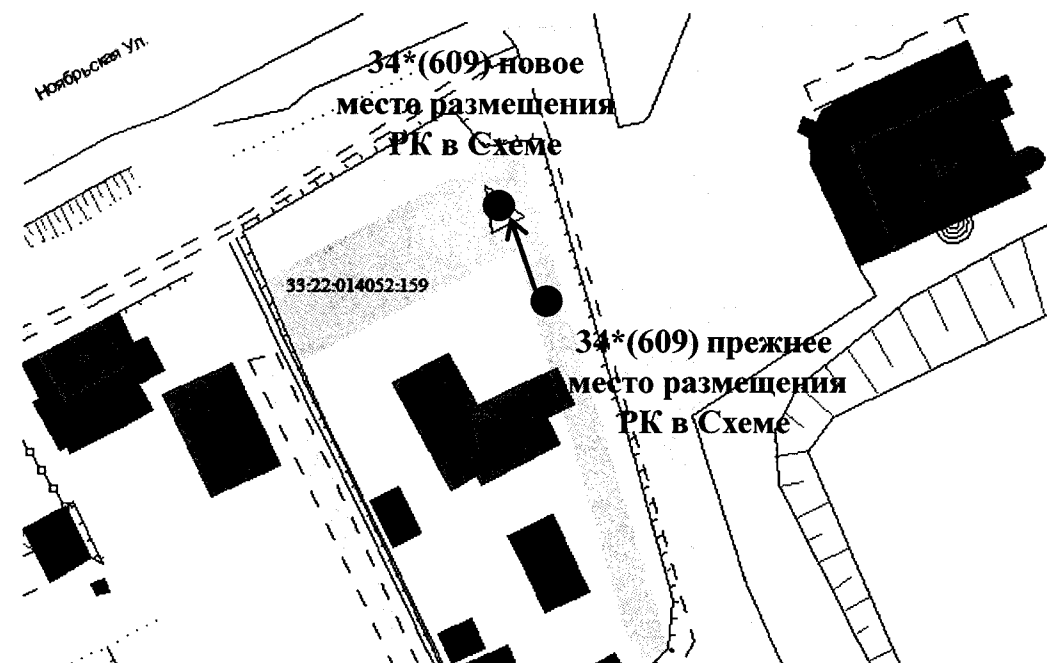 Ноябрьская Ул.
34*(609) новое
место размещения
РК в Схеме
33:22:014052:159
34*(609) прежнее
место размещения
РК в Схеме